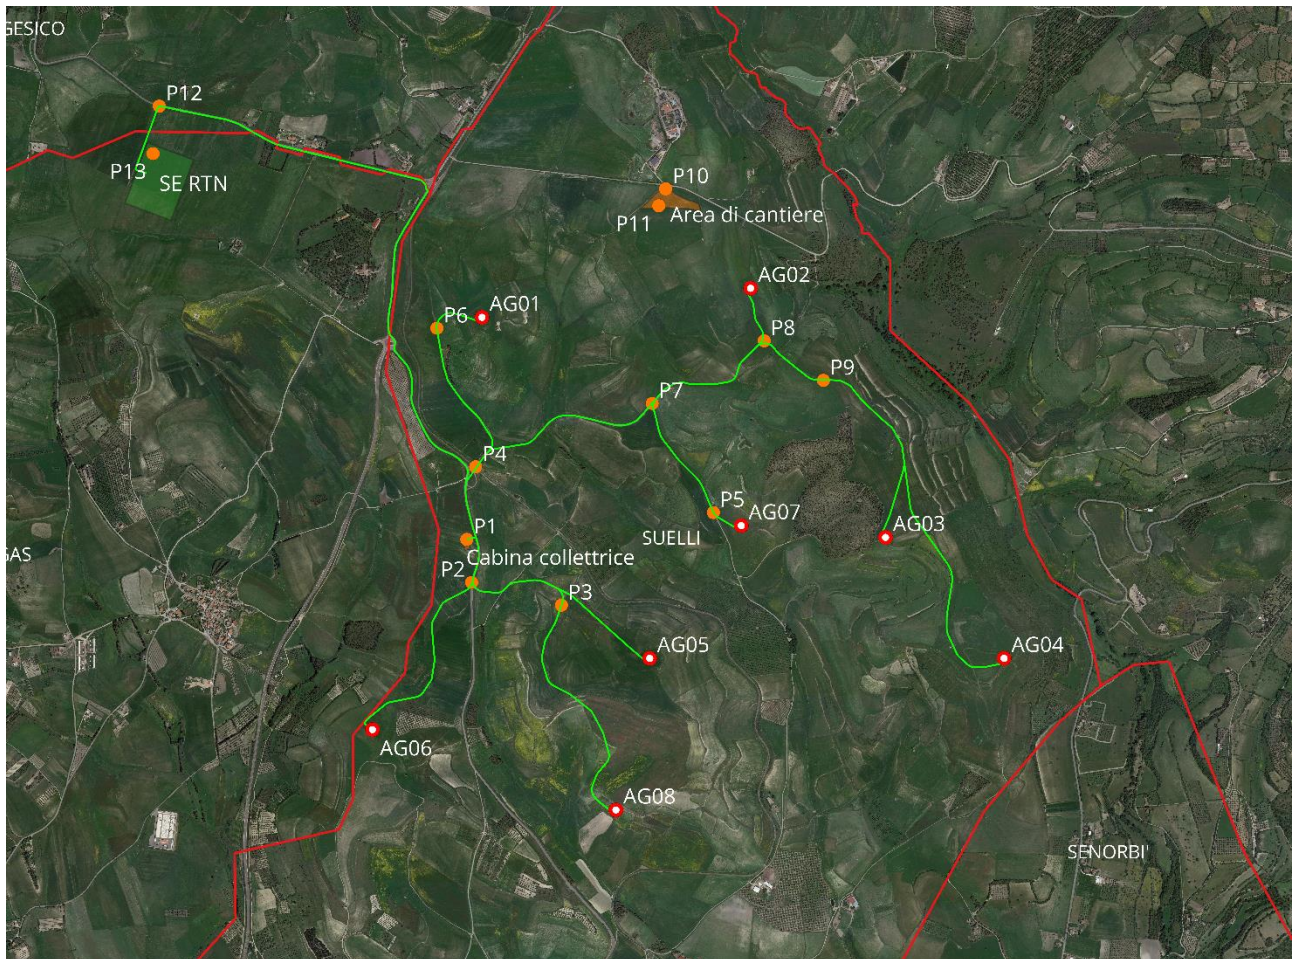 GESICO
P12
P13
SE RTN
P10
P11
Area di cantiere
AG02
AG01
P6
P8
P9
P7
P4
P5
AG07
AG03
SUELLI
P1
Cabina collettrice
GAS
P2
P3
AG05
AG04
AG06
AG08
SENORBI'